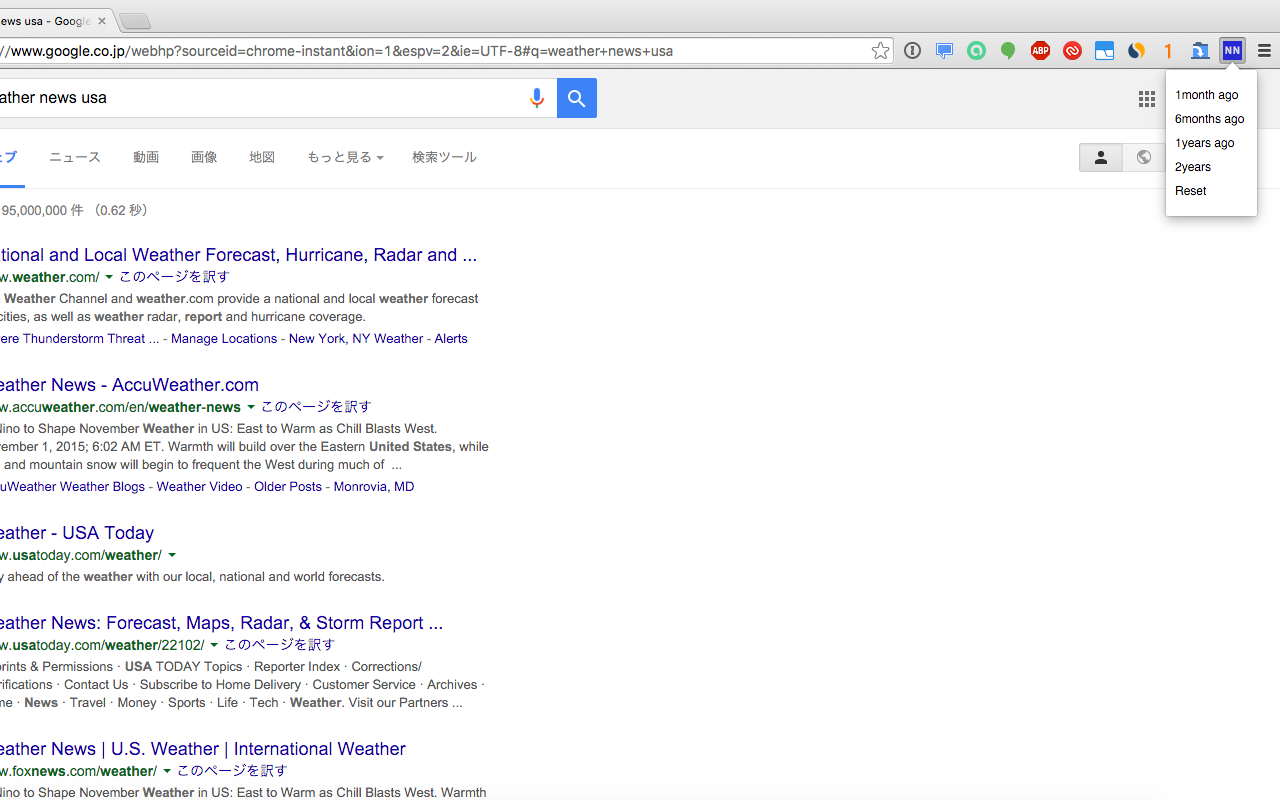 ews usa - Google
//www.google.co.jp/webhp?sourceid=chrome-instant&ion=1&espv=2&ie=UTF-8#q=weather+news+usa
ABP
1
NN
ather news usa
1month ago
6months ago
1years ago
2years
Reset
ブ ニュース 動画 画像 地図 もっと見る 検索ツール
95,000,000 件 （0.62 秒）
tional and Local Weather Forecast, Hurricane, Radar and ...
w.weather.com/ このページを訳す
Weather Channel and weather.com provide a national and local weather forecast
cities, as well as weather radar, report and hurricane coverage.
ere Thunderstorm Threat ... - Manage Locations - New York, NY Weather - Alerts
eather News - AccuWeather.com
w.accuweather.com/en/weather-news このページを訳す
Nino to Shape November Weather in US: East to Warm as Chill Blasts West.
ember 1, 2015; 6:02 AM ET. Warmth will build over the Eastern United States, while
and mountain snow will begin to frequent the West during much of ...
uWeather Weather Blogs - Weather Video - Older Posts - Monrovia, MD
eather - USA Today
w.usatoday.com/weather/
y ahead of the weather with our local, national and world forecasts.
eather News: Forecast, Maps, Radar, & Storm Report ...
w.usatoday.com/weather/22102/ このページを訳す
prints & Permissions · USA TODAY Topics · Reporter Index · Corrections/
rifications · Contact Us · Subscribe to Home Delivery · Customer Service · Archives ·
me · News · Travel · Money · Sports · Life · Tech · Weather. Visit our Partners ...
eather News | U.S. Weather | International Weather
w.foxnews.com/weather/ このページを訳す
Nino to Shape November Weather in US: East to Warm as Chill Blasts West. Warmth